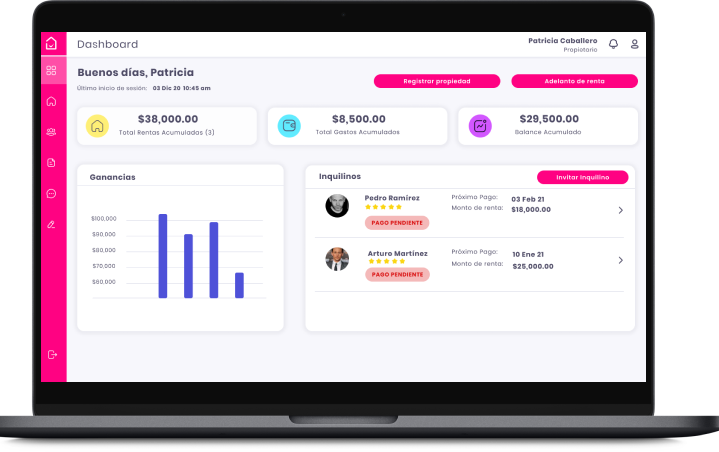 Dashboard
Patricia Caballero
Propietario
Buenos días, Patricia
Último inicio de sesión: 03 Dic 20 10:45 am
Registrar propiedad
Adelanto de renta
$38,000.00
Total Rentas Acumuladas (3)
$8,500.00
Total Gastos Acumulados
$29,500.00
Balance Acumulado
Ganancias
$100,000
$90,000
$80,000
$70,000
$60,000
Inquilinos
Invitar Inquilino
Pedro Ramírez
Próximo Pago: 03 Feb 21
Monto de renta: $18,000.00
PAGO PENDIENTE
Arturo Martínez
Próximo Pago: 10 Ene 21
Monto de renta: $25,000.00
PAGO PENDIENTE